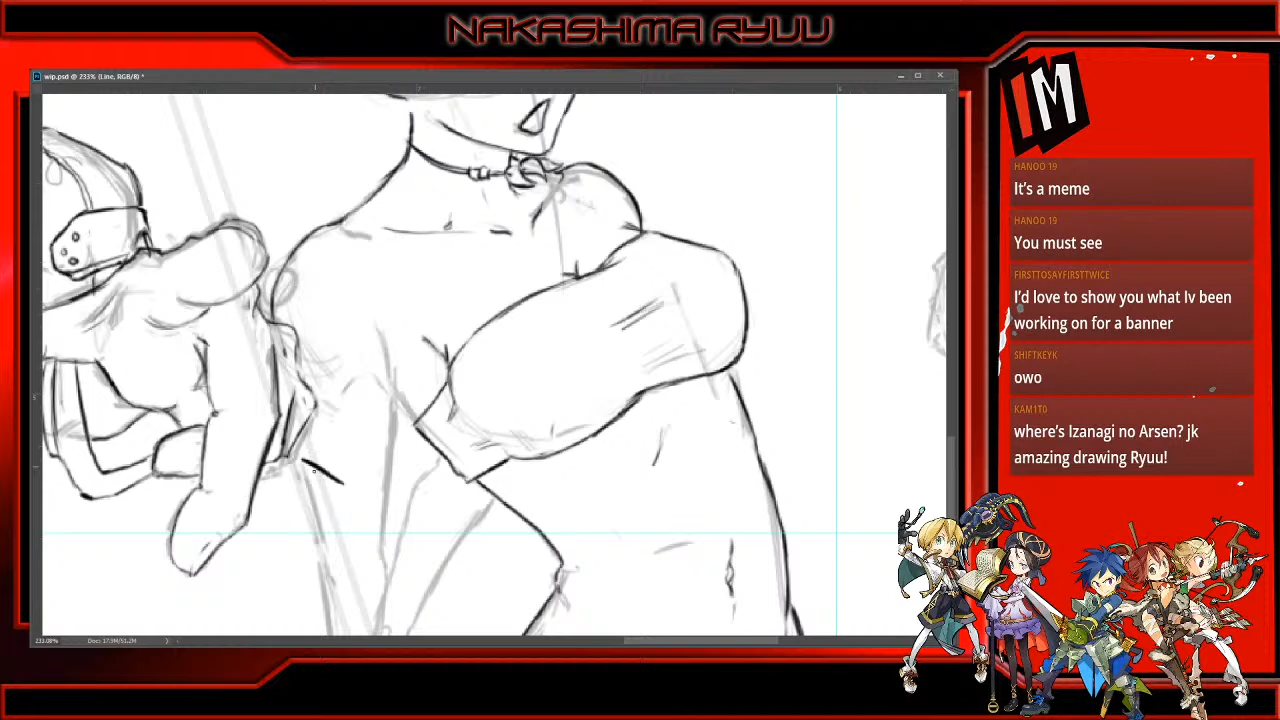 NAKASHIMA RYUU
wip.psd @ 233% (Line, RGB/8) *
IM
HANOO 19
It's a meme
HANOO 19
You must see
FIRSTTOSAYFIRSTTWICE
I'd love to show you what Iv been
working on for a banner
SHIFTKEYK
owo
KAM1T0
where's Izanagi no Arsen? jk
amazing drawing Ryuu!